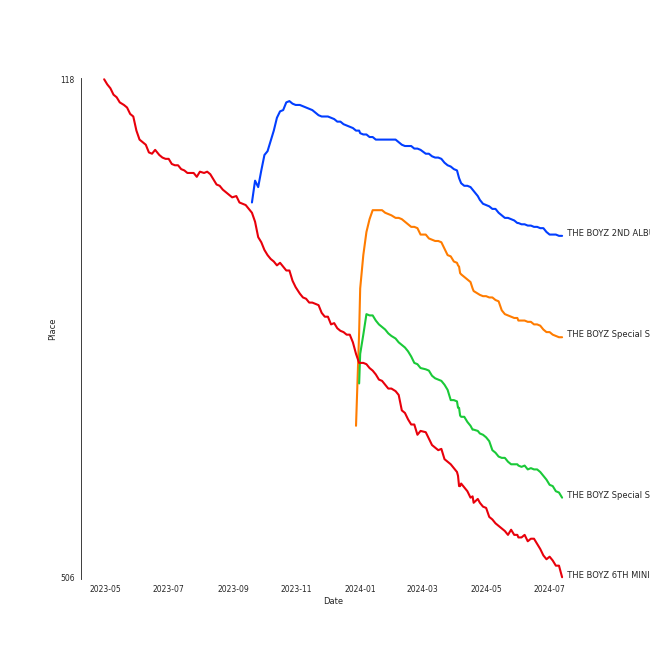 118
THE BOYZ 2ND ALBU
THE BOYZ Special S
Place
THE BOYZ Special S
THE BOYZ 6TH MINI
506
2023-05 2023-07 2023-09 2023-11 2024-01 2024-03 2024-05 2024-07
Date